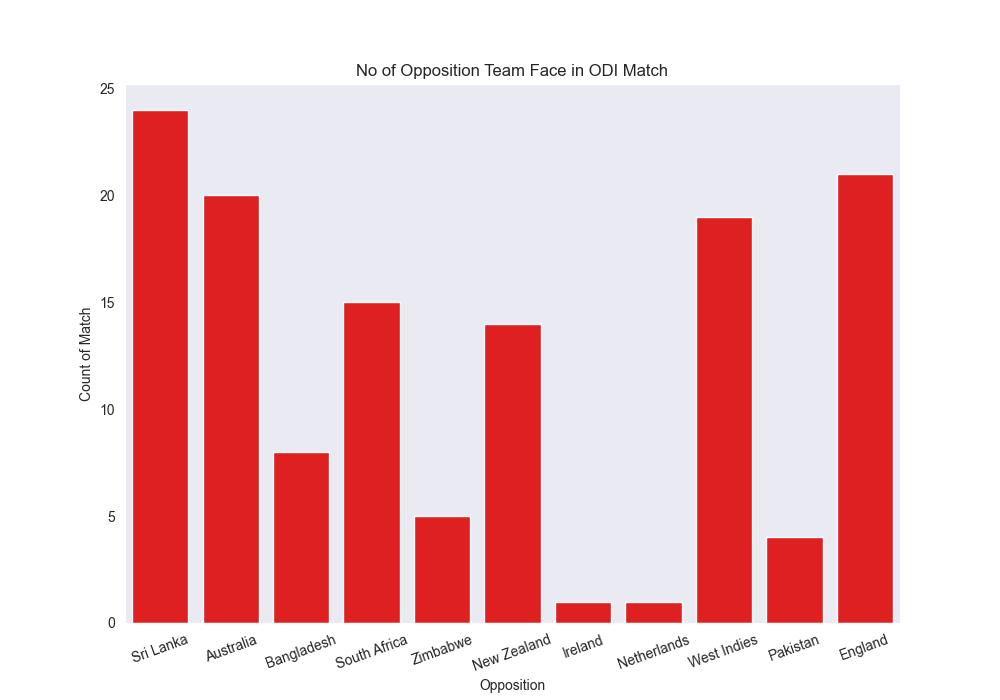 No of Opposition Team Face in ODI Match
25
20
15
10
5
0
Count of Match
Sri Lanka
Australia
Bangladesh
South Africa
Zimbabwe
New Zealand
Ireland
Netherlands
West Indies
Pakistan
England
Opposition